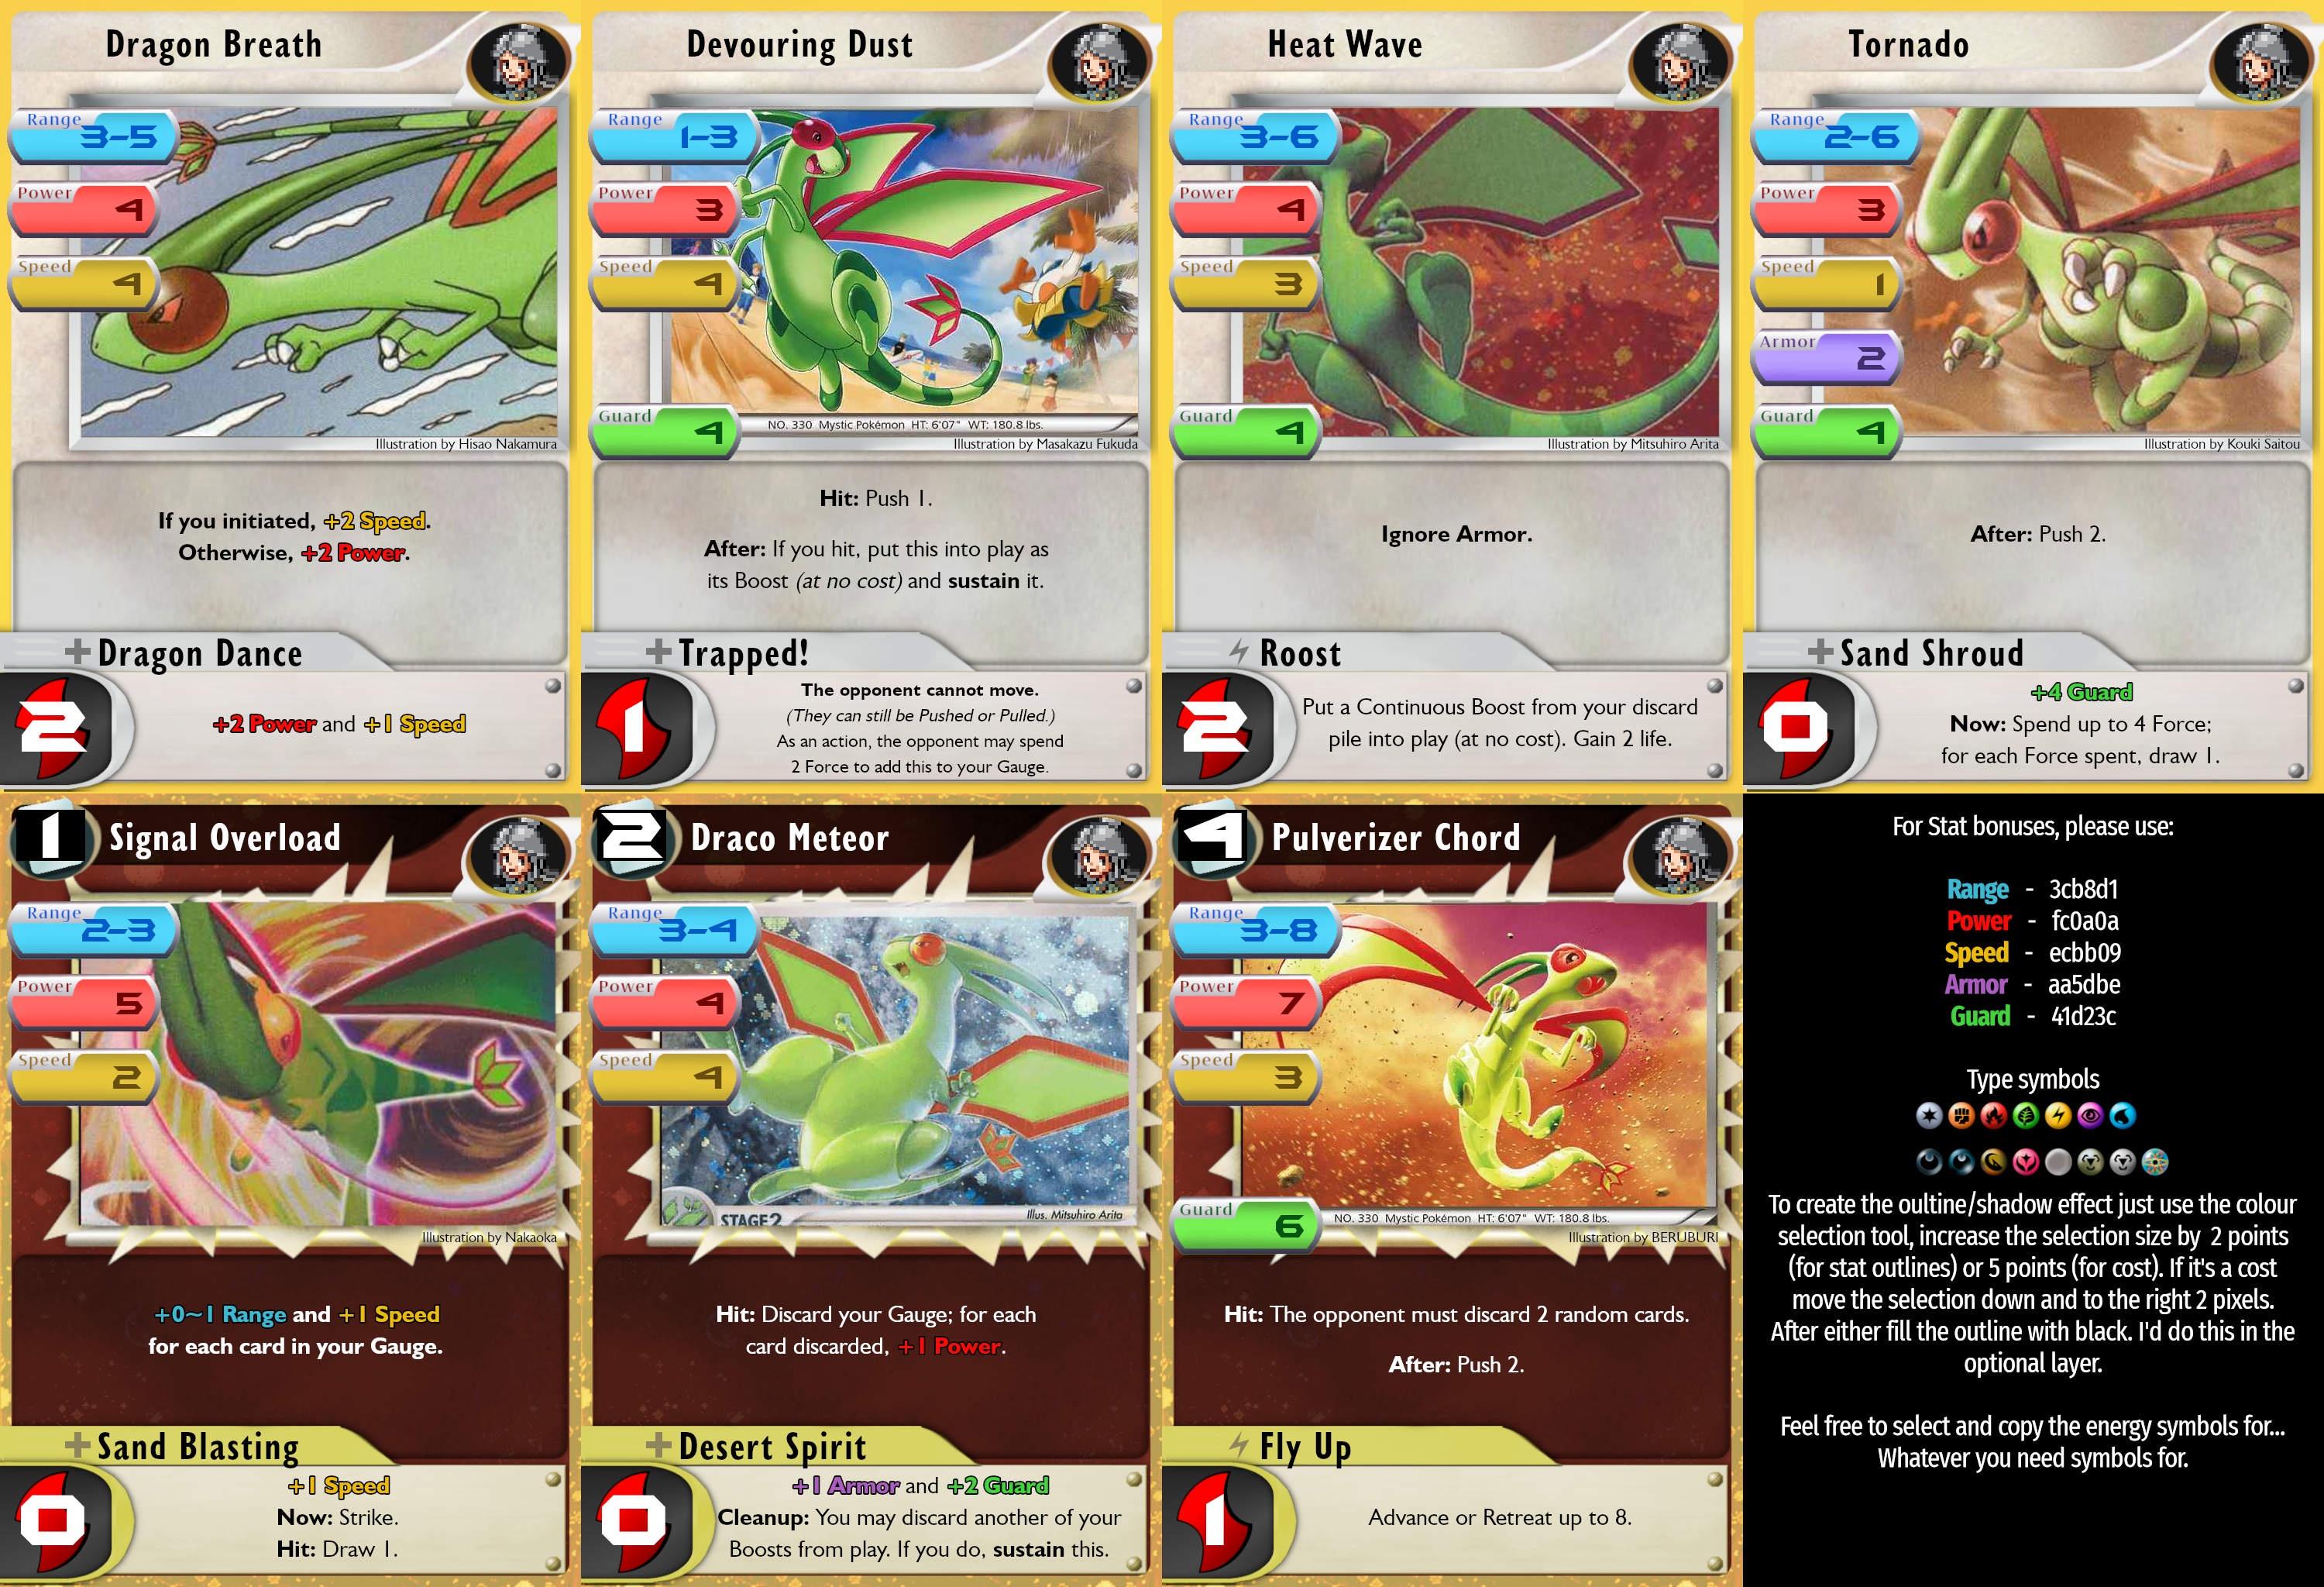 Dragon Breath
Range 3-5
Power 4
Speed 4
Illustration by Hisao Nakamura
If you initiated, +2 Speed.
Otherwise, +2 Power.
Dragon Dance
2
+2 Power and +1 Speed
Devouring Dust
Range 1-3
Power 3
Speed 4
Guard 4
NO. 330 Mystic Pokémon HT: 6'07" WT: 180.8 lbs.
Illustration by Masakazu Fukuda
Hit: Push 1.
After: If you hit, put this into play as
its Boost (at no cost) and sustain it.
Trapped!
1
The opponent cannot move.
(They can still be Pushed or Pulled.)
As an action, the opponent may spend
2 Force to add this to your Gauge.
Heat Wave
Range 3-6
Power 4
Speed 3
Guard 4
Illustration by Mitsuhiro Arita
Ignore Armor.
Roost
2
Put a Continuous Boost from your discard
pile into play (at no cost). Gain 2 life.
Tornado
Range 2-6
Power 3
Speed 1
Armor 2
Guard 4
Illustration by Kouki Saitou
After: Push 2.
Sand Shroud
0
+4 Guard
Now: Spend up to 4 Force;
for each Force spent, draw 1.
1 Signal Overload
Range 2-3
Power 5
Speed 2
Illustration by Nakaoka
+0~1 Range and +1 Speed
for each card in your Gauge.
Sand Blasting
0
+1 Speed
Now: Strike.
Hit: Draw 1.
2 Draco Meteor
Range 3-4
Power 4
Speed 4
STAGE2
Illus. Mitsuhiro Arita
Hit: Discard your Gauge; for each
card discarded, +1 Power.
Desert Spirit
0
+1 Armor and +2 Guard
Cleanup: You may discard another of your
Boosts from play. If you do, sustain this.
4 Pulverizer Chord
Range 3-8
Power 7
Speed 3
Guard 6
NO. 330 Mystic Pokémon HT: 6'07" WT: 180.8 lbs.
Illustration by BERUBURI
Hit: The opponent must discard 2 random cards.
After: Push 2.
Fly Up
1
Advance or Retreat up to 8.
For Stat bonuses, please use:
Range - 3cb8d1
Power - fc0a0a
Speed - ecbb09
Armor - aa5dbe
Guard - 41d23c
Type symbols
To create the oultine/shadow effect just use the colour
selection tool, increase the selection size by 2 points
(for stat outlines) or 5 points (for cost). If it's a cost
move the selection down and to the right 2 pixels.
After either fill the outline with black. I'd do this in the
optional layer.
Feel free to select and copy the energy symbols for...
Whatever you need symbols for.